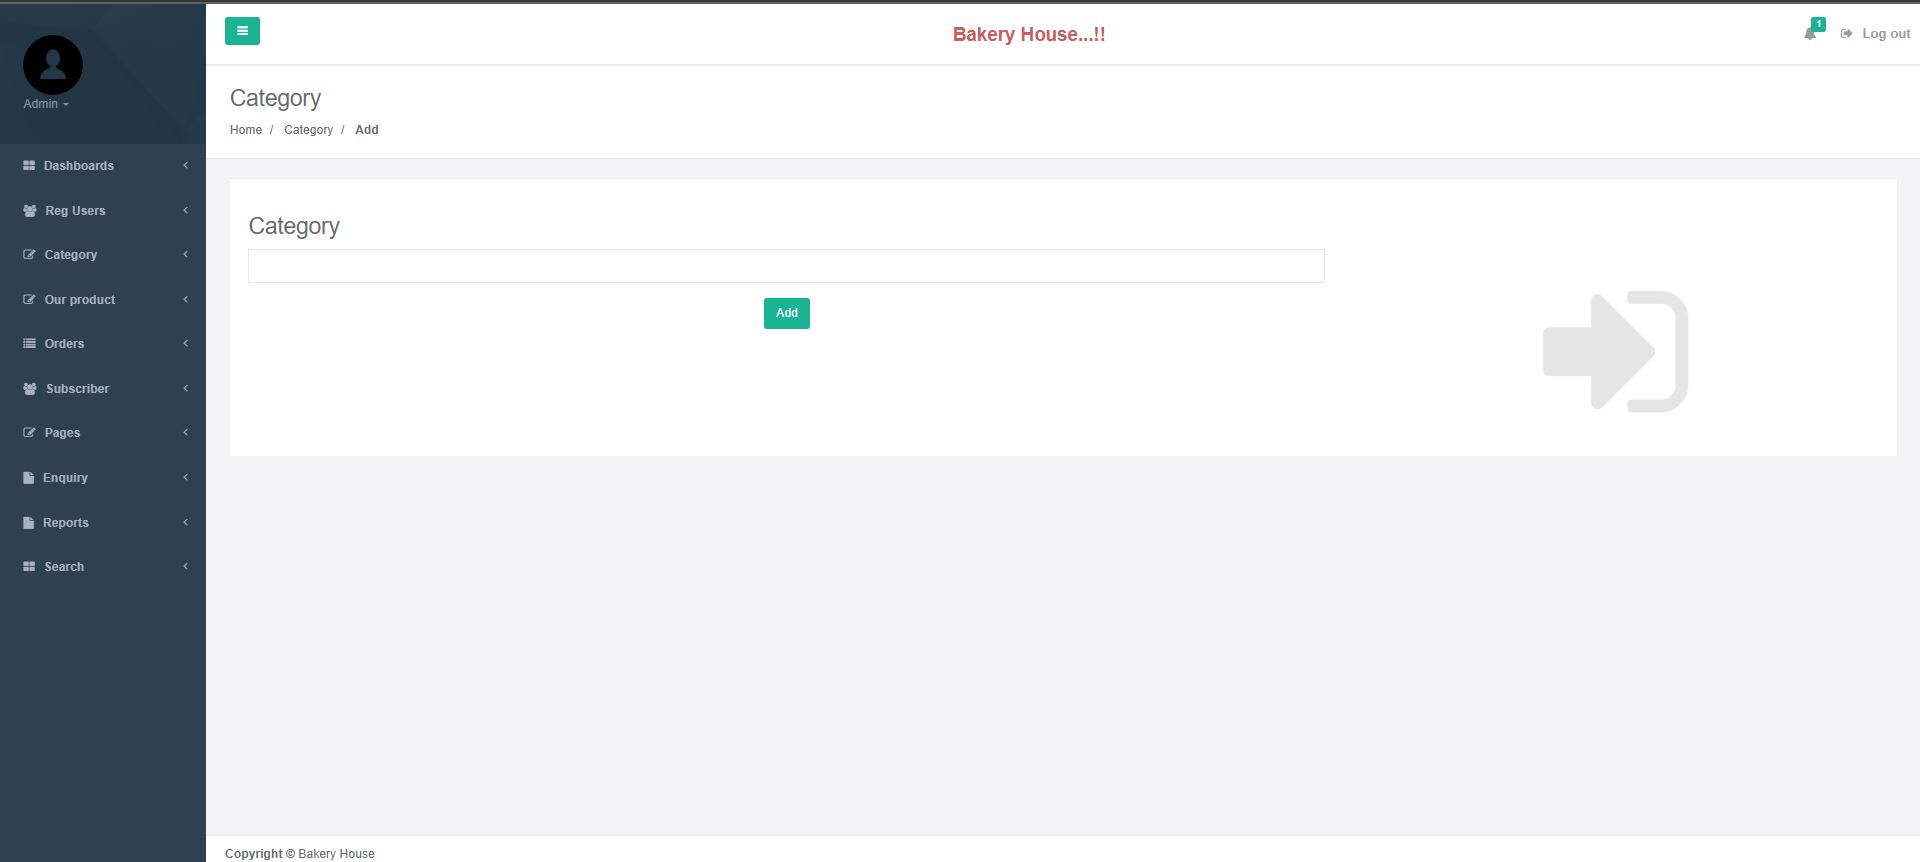 Bakery House...!!
1
Log out
Admin
Category
Home / Category / Add
Dashboards
Reg Users
Category
Our product
Orders
Subscriber
Pages
Enquiry
Reports
Search
Category
Add
Copyright © Bakery House